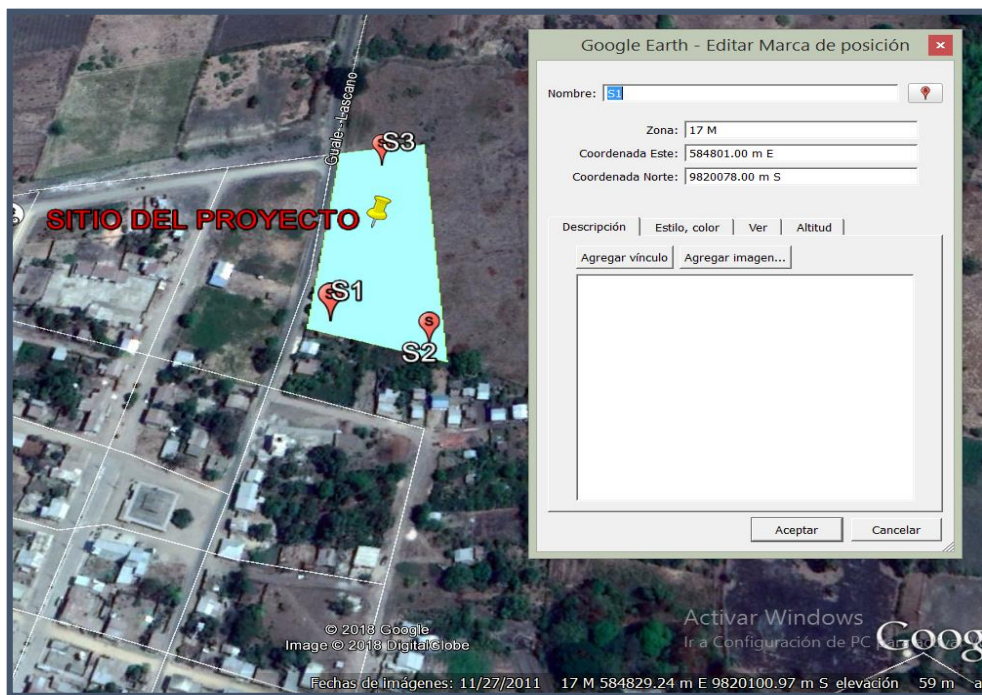 Google Earth - Editar Marca de posición
Nombre: S1
Zona: 17 M
Coordenada Este: 584801.00 m E
Coordenada Norte: 9820078.00 m S
Descripción Estilo, color Ver Altitud
Agregar vínculo Agregar imagen...
Aceptar Cancelar
Guale - Lascano
S3
SITIO DEL PROYECTO
S1
S
S2
Activar Windows
Ir a Configuración de PC
Goog
© 2018 Google
Image © 2018 DigitalGlobe
Fechas de imágenes: 11/27/2011 17 M 584829.24 m E 9820100.97 m S elevación 59 m a